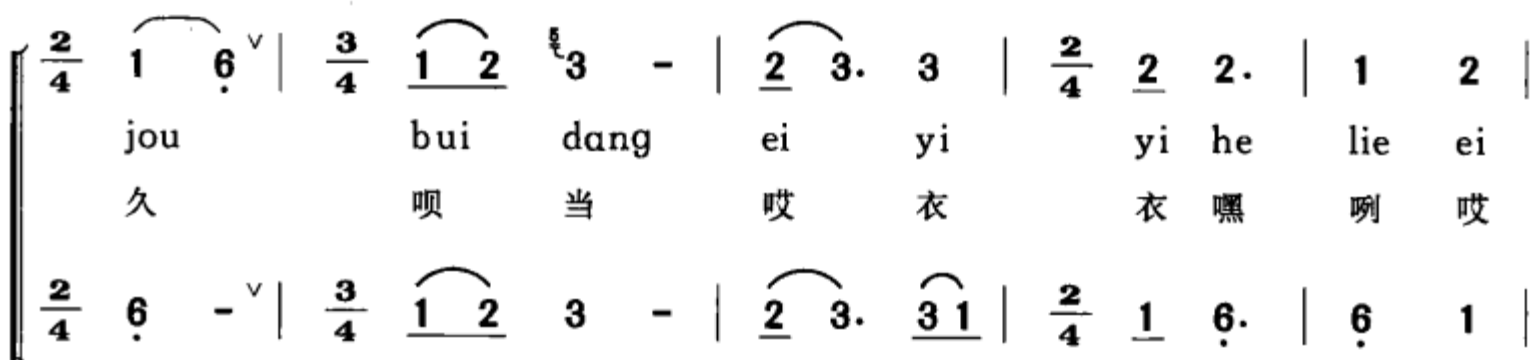 2/4 1 6̣ ∨ | 3/4 1 2 3 - | 2 3. 3 | 2/4 2 2. | 1 2 |
jou bui dang ei yi yi he lie ei
久 呗 当 哎 衣 衣 嘿 咧 哎
2/4 6̣ - ∨ | 3/4 1 2 3 - | 2 3. 3 1 | 2/4 1 6̣. | 6̣ 1 |